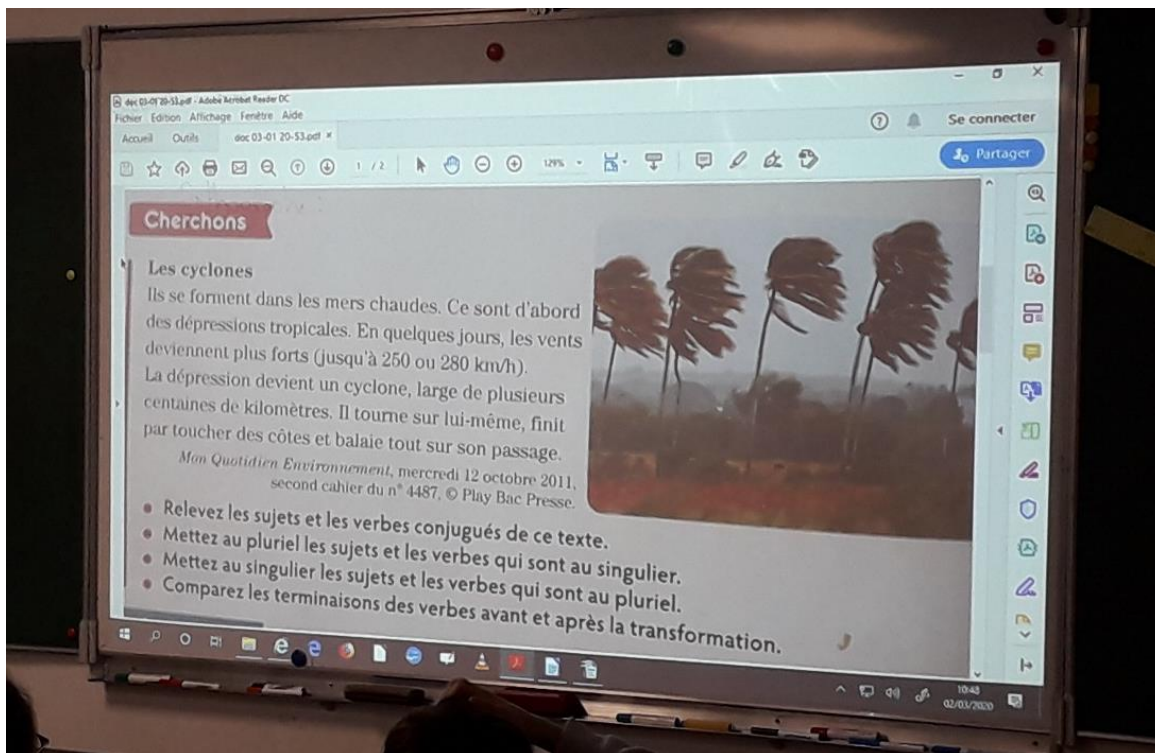 doc 03-01 20-53.pdf - Adobe Acrobat Reader DC
Fichier Edition Affichage Fenêtre Aide
Accueil Outils doc 03-01 20-53.pdf ×
Se connecter
1 / 2
129%
Partager
Cherchons
Les cyclones
Ils se forment dans les mers chaudes. Ce sont d'abord
des dépressions tropicales. En quelques jours, les vents
deviennent plus forts (jusqu'à 250 ou 280 km/h).
La dépression devient un cyclone, large de plusieurs
centaines de kilomètres. Il tourne sur lui-même, finit
par toucher des côtes et balaie tout sur son passage.
Mon Quotidien Environnement, mercredi 12 octobre 2011,
second cahier du n° 4487, © Play Bac Presse.
• Relevez les sujets et les verbes conjugués de ce texte.
• Mettez au pluriel les sujets et les verbes qui sont au singulier.
• Mettez au singulier les sujets et les verbes qui sont au pluriel.
• Comparez les terminaisons des verbes avant et après la transformation.
10:48
02/03/2020